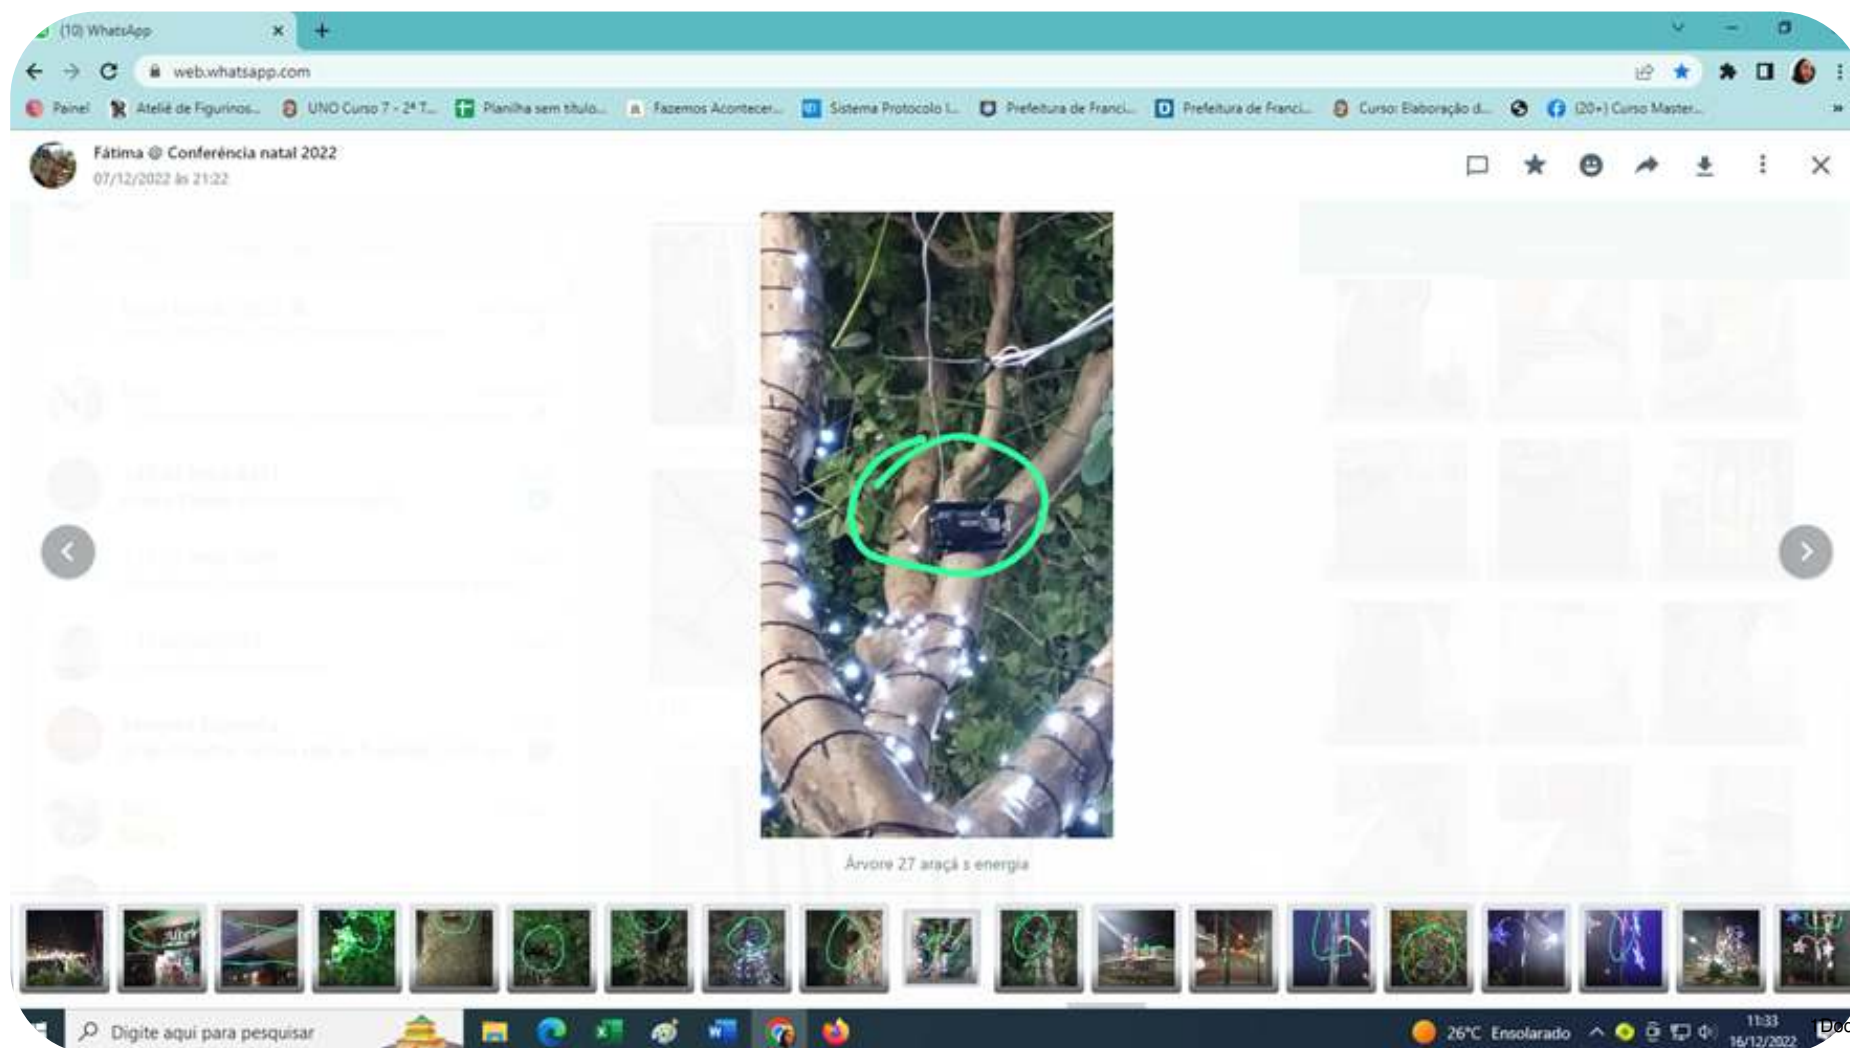 (10) WhatsApp
web.whatsapp.com
Painel
Ateliê de Figurinos...
UNO Curso 7 - 2ª T...
Planilha sem título...
Fazemos Acontecer...
Sistema Protocolo I...
Prefeitura de Franci...
Prefeitura de Franci...
Curso: Elaboração d...
(20+) Curso Master...
Fátima @ Conferência natal 2022
07/12/2022 às 21:22
Árvore 27 araçá s energia
Digite aqui para pesquisar
26°C Ensolarado
11:33
16/12/2022